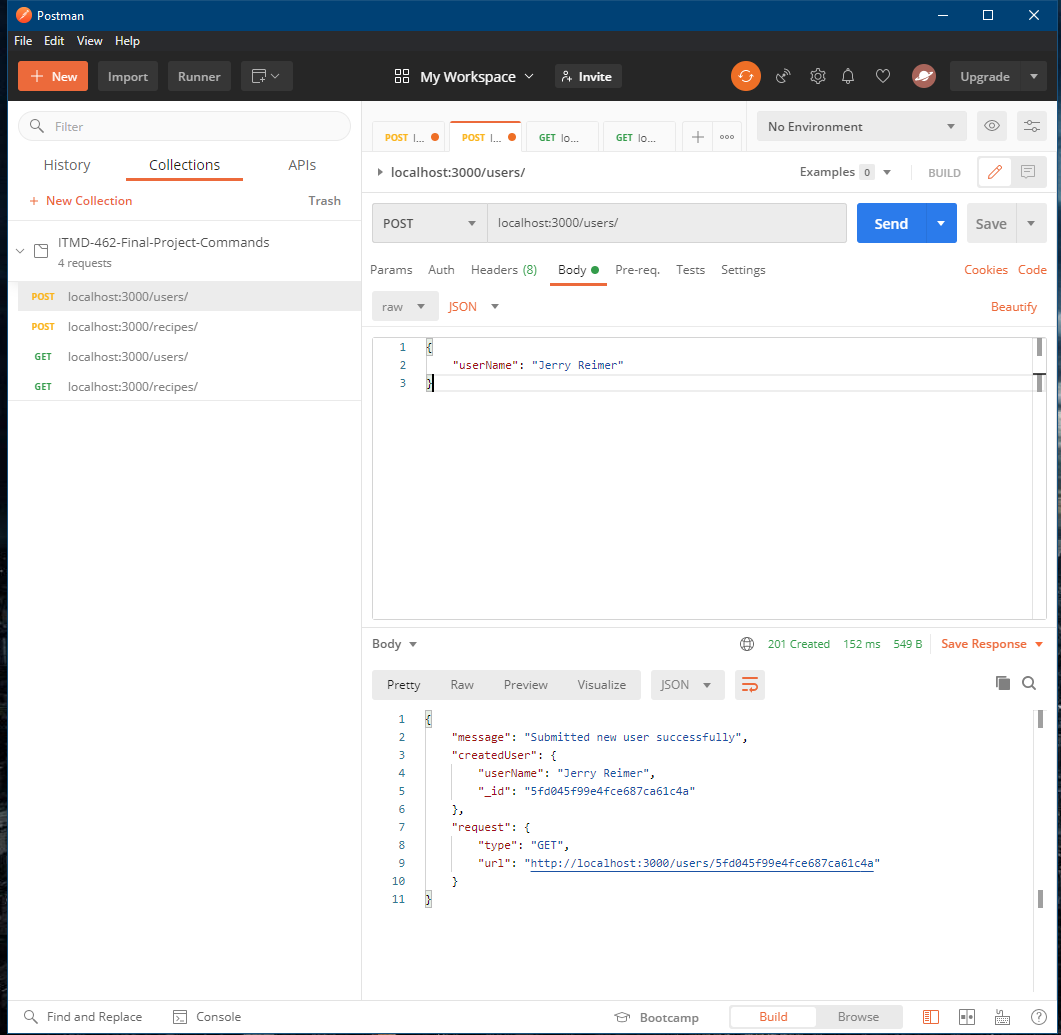 Postman
File Edit View Help
+ New Import Runner My Workspace Invite Upgrade
Filter
History Collections APIs
+ New Collection Trash
ITMD-462-Final-Project-Commands
4 requests
POST localhost:3000/users/
POST localhost:3000/recipes/
GET localhost:3000/users/
GET localhost:3000/recipes/
POST l... POST l... GET lo... GET lo... + ooo No Environment
localhost:3000/users/ Examples 0 BUILD
POST localhost:3000/users/ Send Save
Params Auth Headers (8) Body Pre-req. Tests Settings Cookies Code
raw JSON Beautify
1 {
2 "userName": "Jerry Reimer"
3 }
Body 201 Created 152 ms 549 B Save Response
Pretty Raw Preview Visualize JSON
1 {
2 "message": "Submitted new user successfully",
3 "createdUser": {
4 "userName": "Jerry Reimer",
5 "_id": "5fd045f99e4fce687ca61c4a"
6 },
7 "request": {
8 "type": "GET",
9 "url": "http://localhost:3000/users/5fd045f99e4fce687ca61c4a"
10 }
11 }
Find and Replace Console Bootcamp Build Browse ?